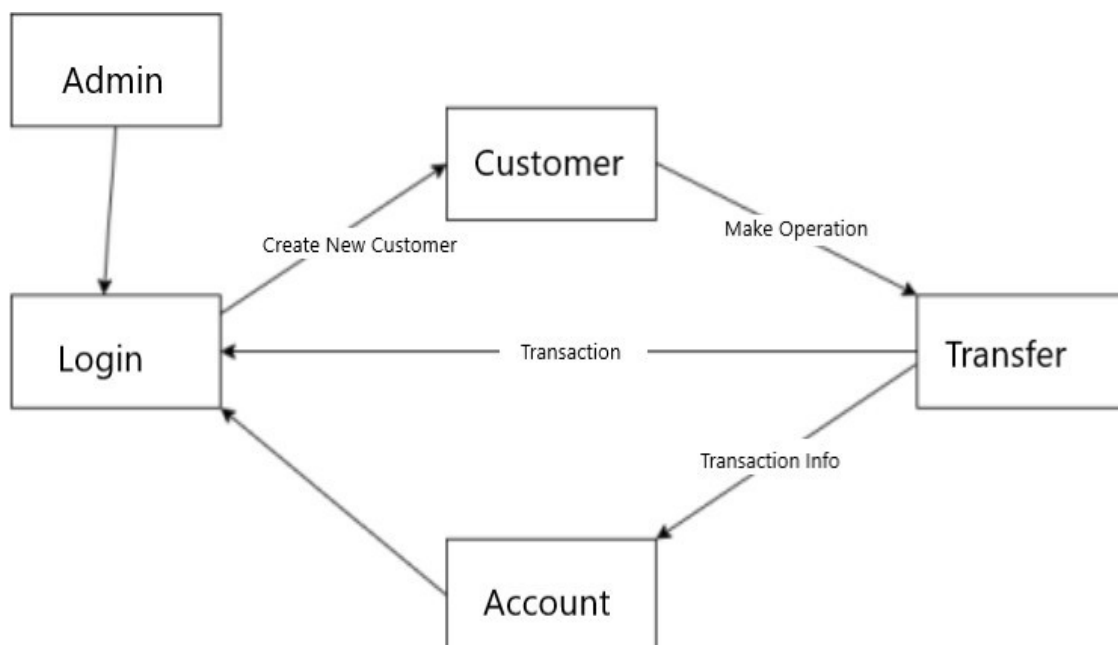 Admin
Customer
Make Operation
Create New Customer
Login
Transaction
Transfer
Transaction Info
Account